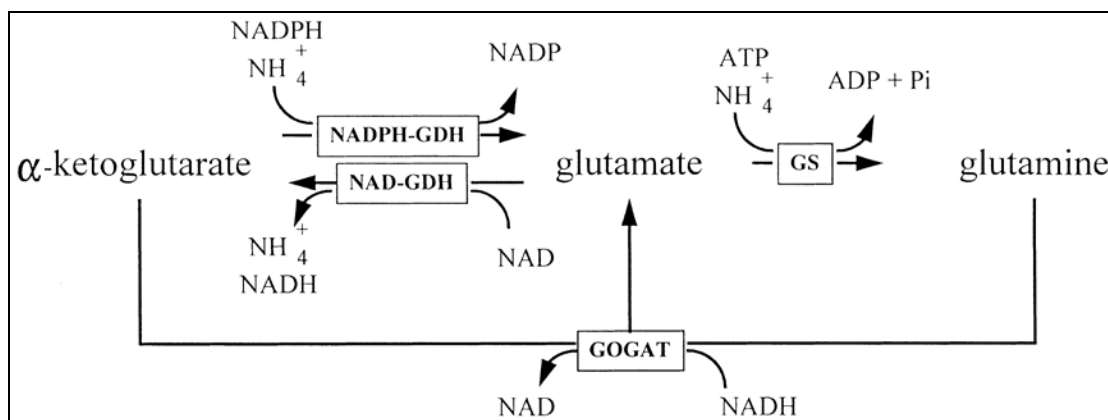 NADPH
NH4+
NADP
ATP
NH4+
ADP + Pi
NADPH-GDH
GS
α-ketoglutarate
glutamate
glutamine
NAD-GDH
NH4+
NADH
NAD
GOGAT
NAD
NADH